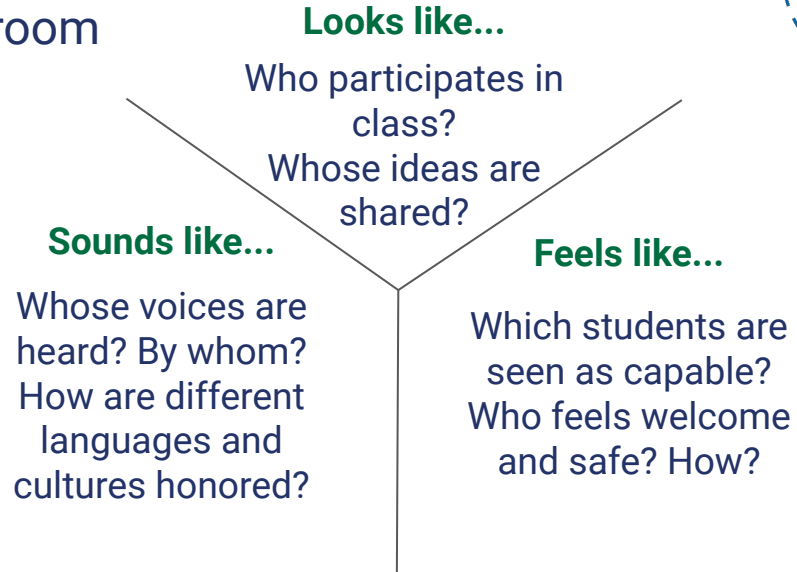 room
Looks like...
Who participates in
class?
Whose ideas are
shared?
Sounds like...
Whose voices are
heard? By whom?
How are different
languages and
cultures honored?
Feels like...
Which students are
seen as capable?
Who feels welcome
and safe? How?